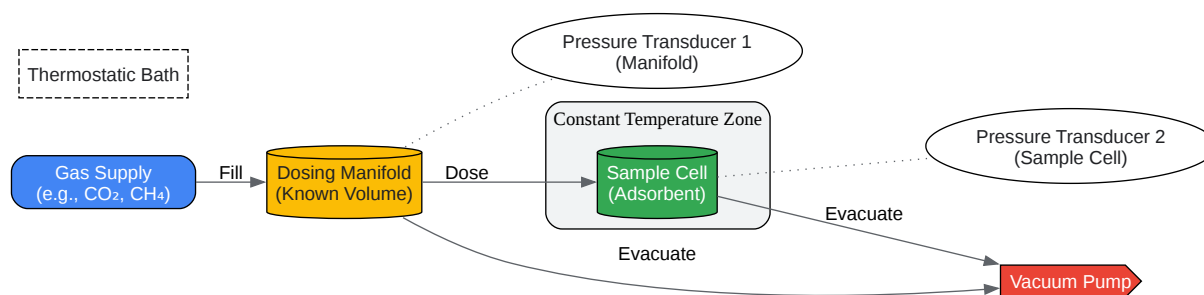 Thermostatic Bath
Pressure Transducer 1
(Manifold)
Constant Temperature Zone
Pressure Transducer 2
(Sample Cell)
Gas Supply
(e.g., CO₂, CH₄)
Fill
Dosing Manifold
(Known Volume)
Dose
Sample Cell
(Adsorbent)
Evacuate
Evacuate
Vacuum Pump